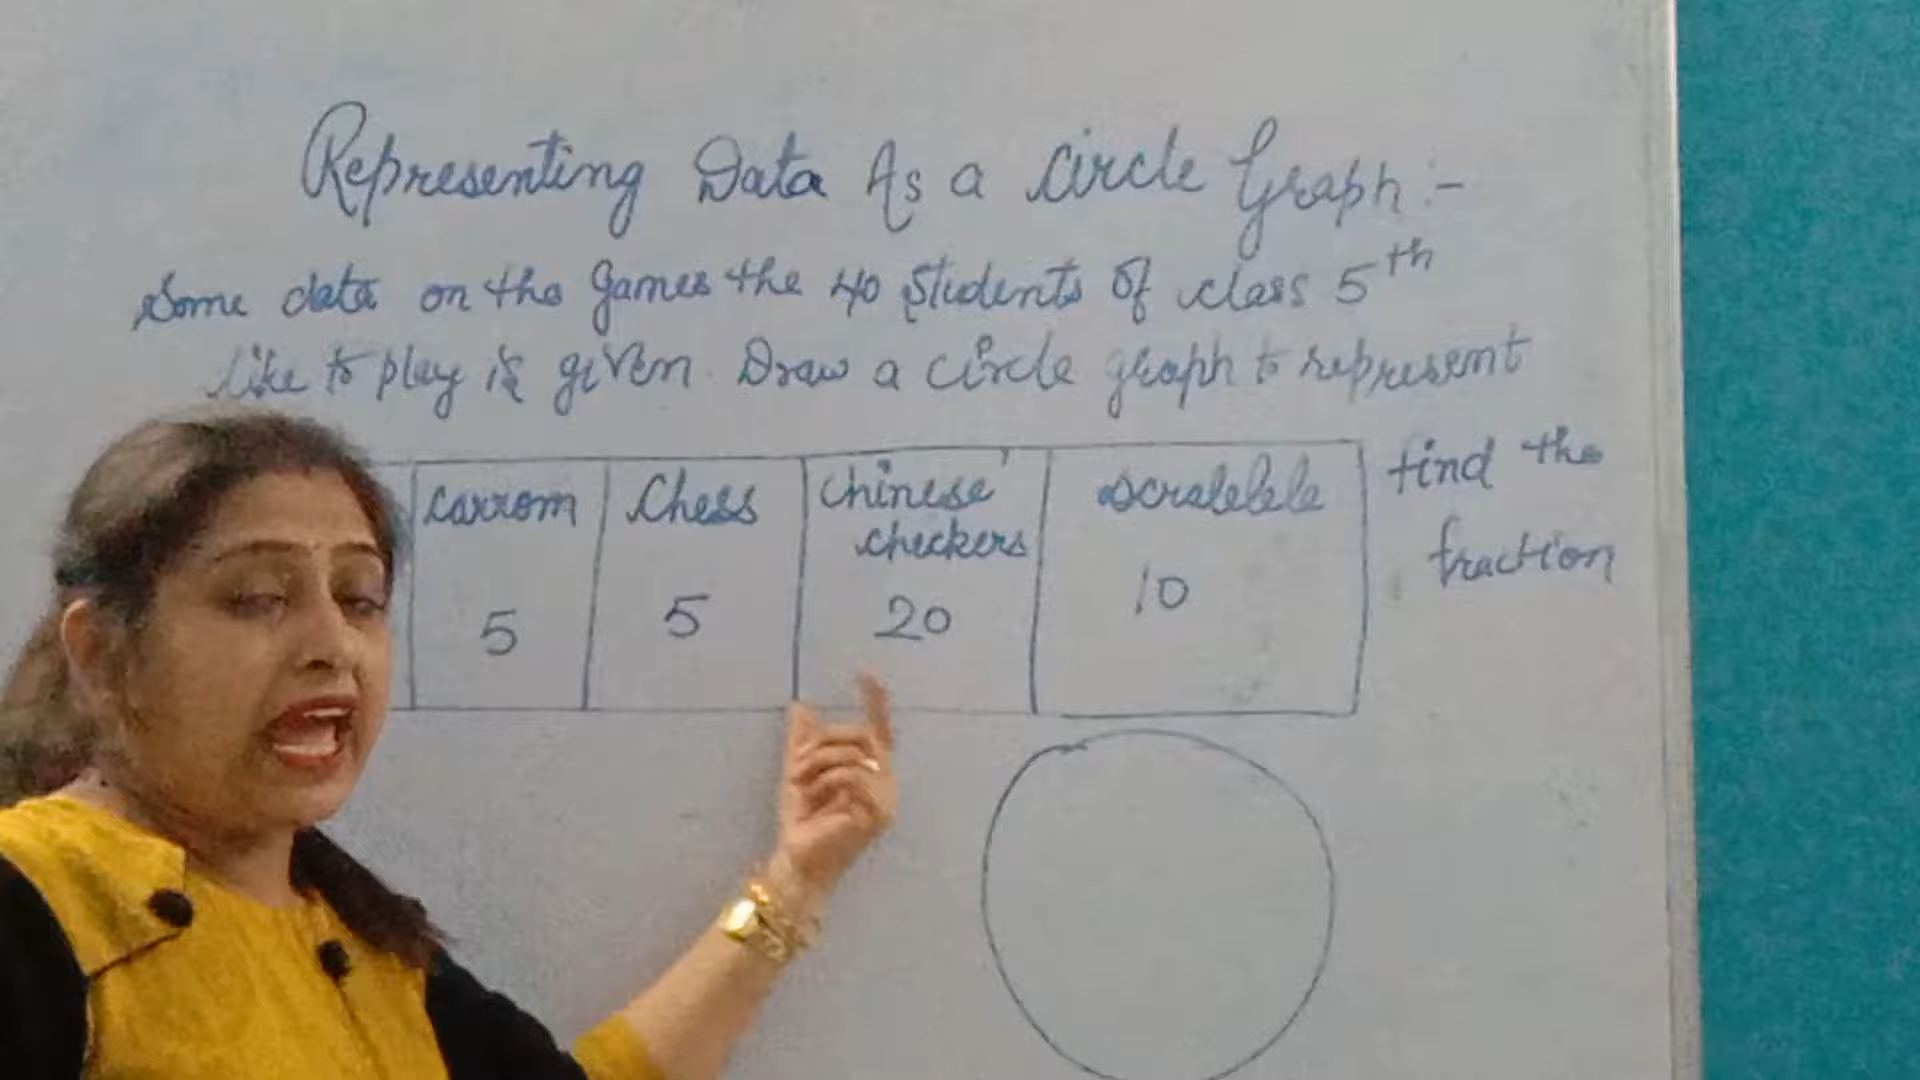 Representing Data As a Circle Graph :-
Some data on the games the 40 students of class 5th
like to play is given. Draw a circle graph to represent
Carrom Chess Chinese checkers Scrabble find the
5 5 20 10 fraction